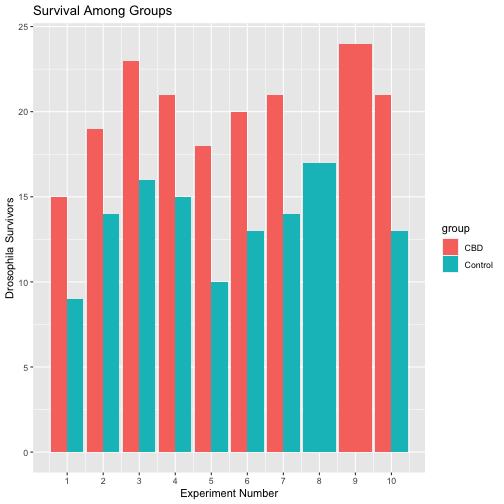 Survival Among Groups
25
20
15
10
5
0
Drosophila Survivors
1 2 3 4 5 6 7 8 9 10
Experiment Number
group
CBD
Control